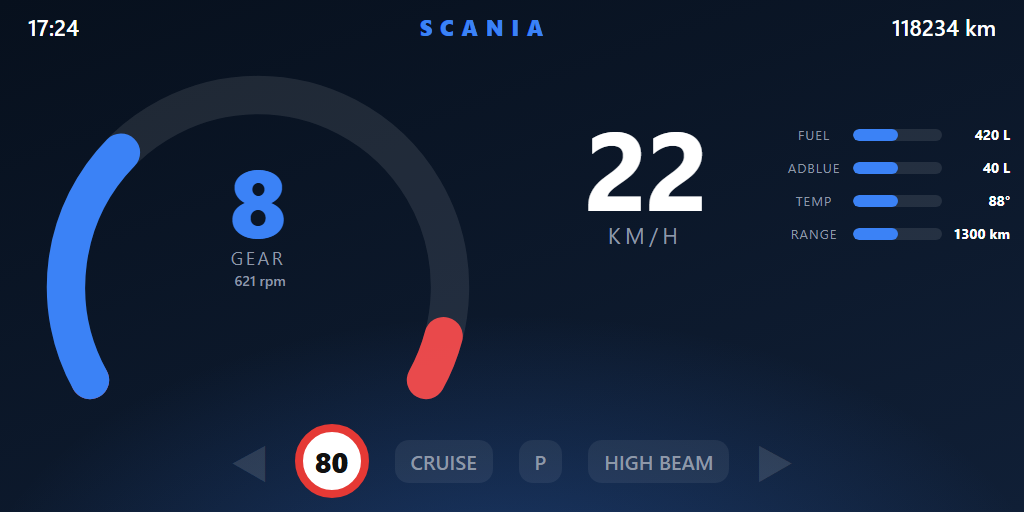 17:24
SCANIA
118234 km
8
GEAR
621 rpm
22
KM/H
FUEL 420 L
ADBLUE 40 L
TEMP 88°
RANGE 1300 km
80
CRUISE
P
HIGH BEAM